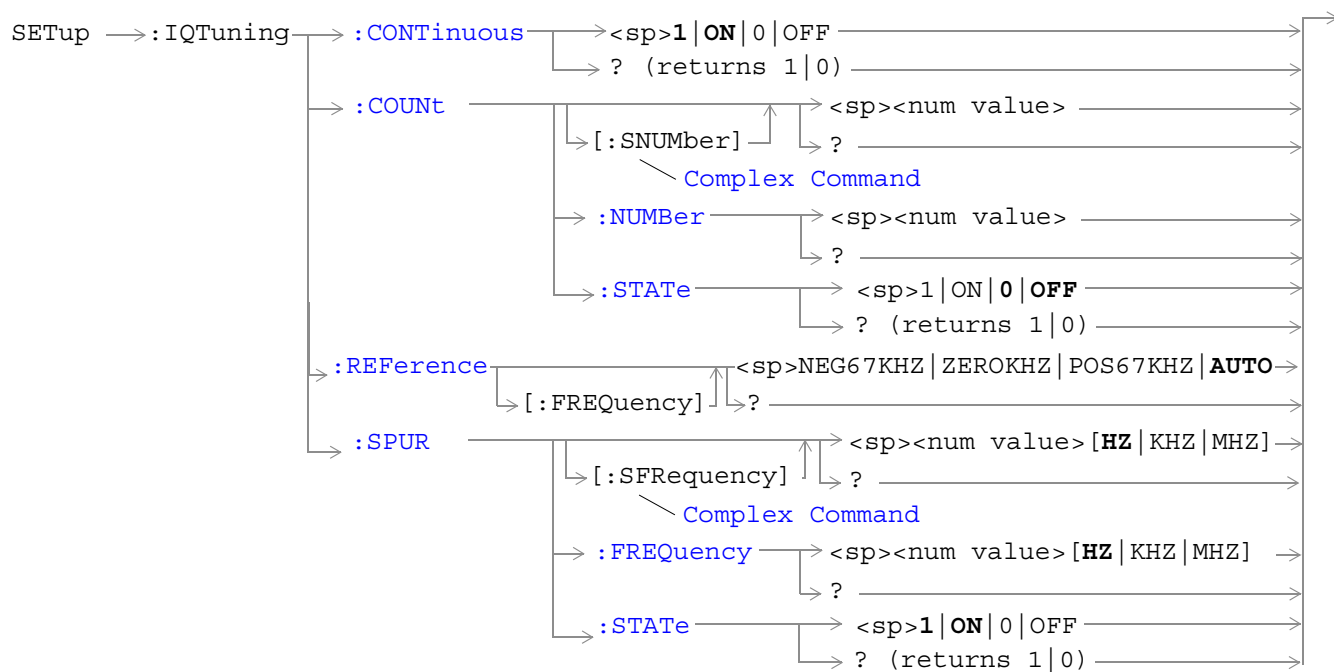 SETup :IQTuning :CONTinuous <sp>1|ON|0|OFF
? (returns 1|0)
:COUNt <sp><num value>
[:SNUMber] ?
Complex Command
:NUMBer <sp><num value>
?
:STATe <sp>1|ON|0|OFF
? (returns 1|0)
:REFerence <sp>NEG67KHZ|ZEROKHZ|POS67KHZ|AUTO
[:FREQuency] ?
:SPUR <sp><num value>[HZ|KHZ|MHZ]
[:SFRequency] ?
Complex Command
:FREQuency <sp><num value>[HZ|KHZ|MHZ]
?
:STATe <sp>1|ON|0|OFF
? (returns 1|0)